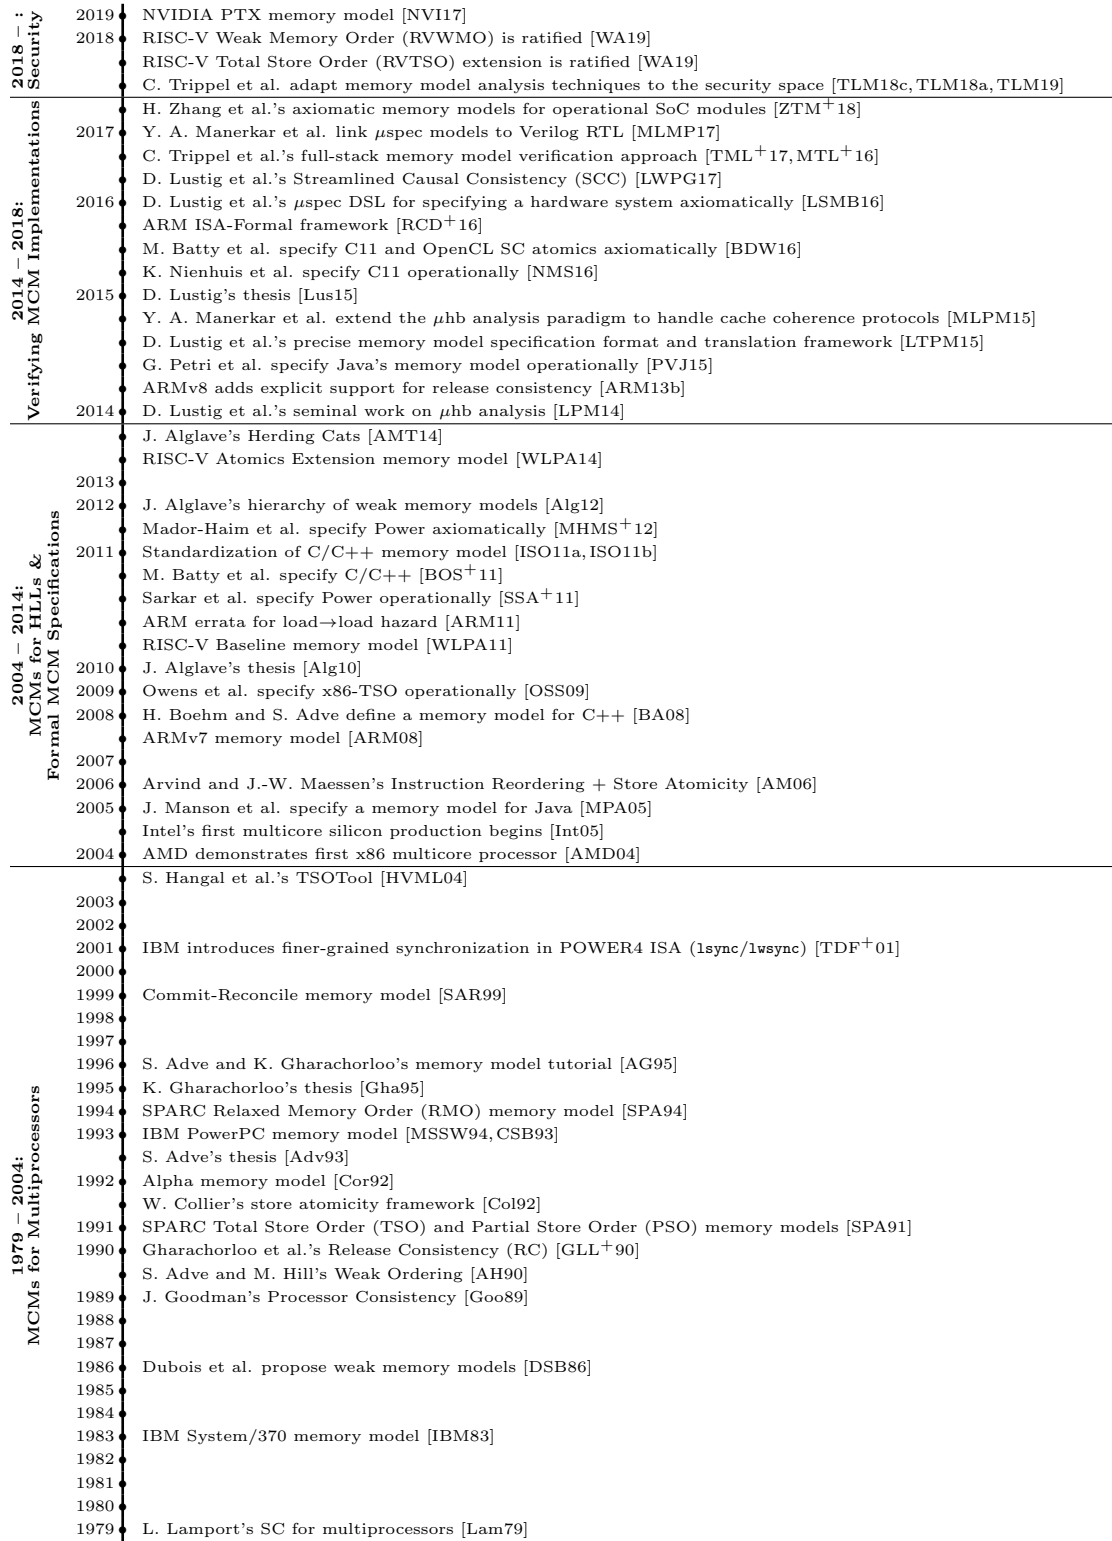 2018 – :
Security
2019 NVIDIA PTX memory model [NVI17]
2018 RISC-V Weak Memory Order (RVWMO) is ratified [WA19]
RISC-V Total Store Order (RVTSO) extension is ratified [WA19]
C. Trippel et al. adapt memory model analysis techniques to the security space [TLM18c, TLM18a, TLM19]
2014 – 2018:
Verifying MCM Implementations
H. Zhang et al.'s axiomatic memory models for operational SoC modules [ZTM+18]
2017 Y. A. Manerkar et al. link μspec models to Verilog RTL [MLMP17]
C. Trippel et al.'s full-stack memory model verification approach [TML+17, MTL+16]
D. Lustig et al.'s Streamlined Causal Consistency (SCC) [LWPG17]
2016 D. Lustig et al.'s μspec DSL for specifying a hardware system axiomatically [LSMB16]
ARM ISA-Formal framework [RCD+16]
M. Batty et al. specify C11 and OpenCL SC atomics axiomatically [BDW16]
K. Nienhuis et al. specify C11 operationally [NMS16]
2015 D. Lustig's thesis [Lus15]
Y. A. Manerkar et al. extend the μhb analysis paradigm to handle cache coherence protocols [MLPM15]
D. Lustig et al.'s precise memory model specification format and translation framework [LTPM15]
G. Petri et al. specify Java's memory model operationally [PVJ15]
ARMv8 adds explicit support for release consistency [ARM13b]
2014 D. Lustig et al.'s seminal work on μhb analysis [LPM14]
2004 – 2014:
MCMs for HLLs &
Formal MCM Specifications
J. Alglave's Herding Cats [AMT14]
RISC-V Atomics Extension memory model [WLPA14]
2013
2012 J. Alglave's hierarchy of weak memory models [Alg12]
Mador-Haim et al. specify Power axiomatically [MHMS+12]
2011 Standardization of C/C++ memory model [ISO11a, ISO11b]
M. Batty et al. specify C/C++ [BOS+11]
Sarkar et al. specify Power operationally [SSA+11]
ARM errata for load→load hazard [ARM11]
RISC-V Baseline memory model [WLPA11]
2010 J. Alglave's thesis [Alg10]
2009 Owens et al. specify x86-TSO operationally [OSS09]
2008 H. Boehm and S. Adve define a memory model for C++ [BA08]
ARMv7 memory model [ARM08]
2007
2006 Arvind and J.-W. Maessen's Instruction Reordering + Store Atomicity [AM06]
2005 J. Manson et al. specify a memory model for Java [MPA05]
Intel's first multicore silicon production begins [Int05]
2004 AMD demonstrates first x86 multicore processor [AMD04]
1979 – 2004:
MCMs for Multiprocessors
S. Hangal et al.'s TSOTool [HVML04]
2003
2002
2001 IBM introduces finer-grained synchronization in POWER4 ISA (lsync/lwsync) [TDF+01]
2000
1999 Commit-Reconcile memory model [SAR99]
1998
1997
1996 S. Adve and K. Gharachorloo's memory model tutorial [AG95]
1995 K. Gharachorloo's thesis [Gha95]
1994 SPARC Relaxed Memory Order (RMO) memory model [SPA94]
1993 IBM PowerPC memory model [MSSW94, CSB93]
S. Adve's thesis [Adv93]
1992 Alpha memory model [Cor92]
W. Collier's store atomicity framework [Col92]
1991 SPARC Total Store Order (TSO) and Partial Store Order (PSO) memory models [SPA91]
1990 Gharachorloo et al.'s Release Consistency (RC) [GLL+90]
S. Adve and M. Hill's Weak Ordering [AH90]
1989 J. Goodman's Processor Consistency [Goo89]
1988
1987
1986 Dubois et al. propose weak memory models [DSB86]
1985
1984
1983 IBM System/370 memory model [IBM83]
1982
1981
1980
1979 L. Lamport's SC for multiprocessors [Lam79]